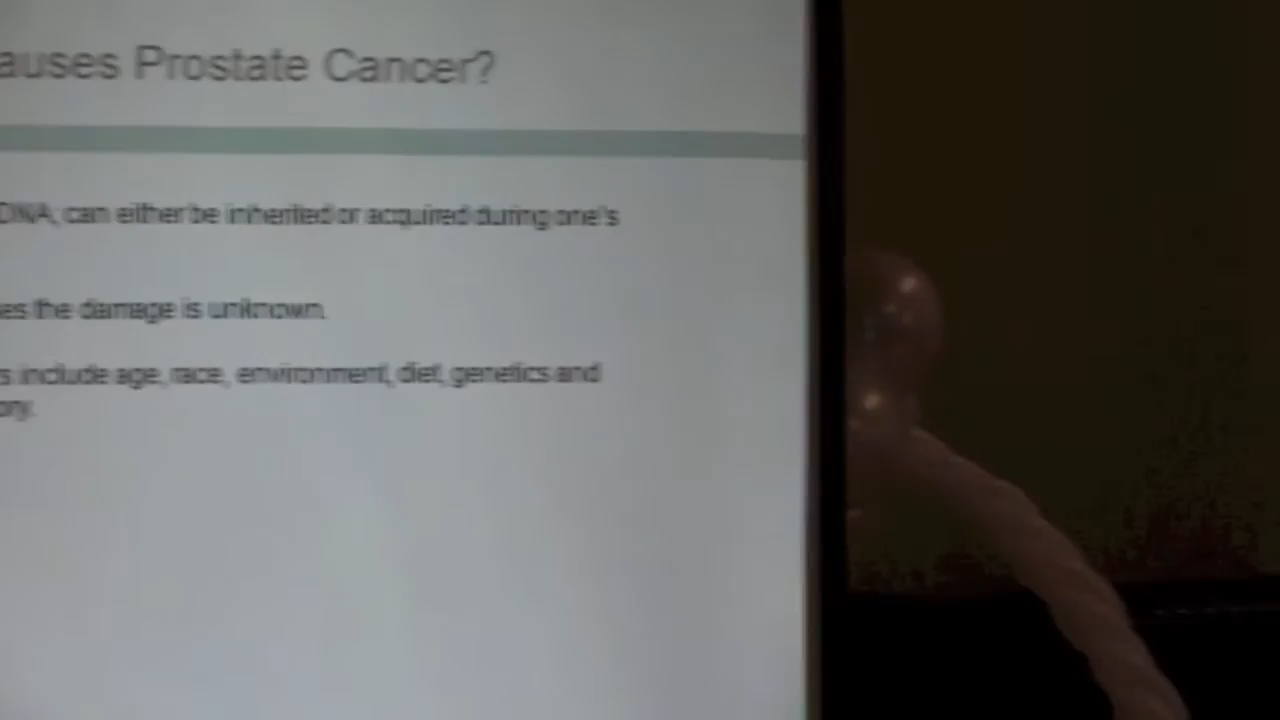 auses Prostate Cancer?
DNA, can either be inherited or acquired during one's
es the damage is unknown.
s include age, race, environment, diet, genetics and
ory.